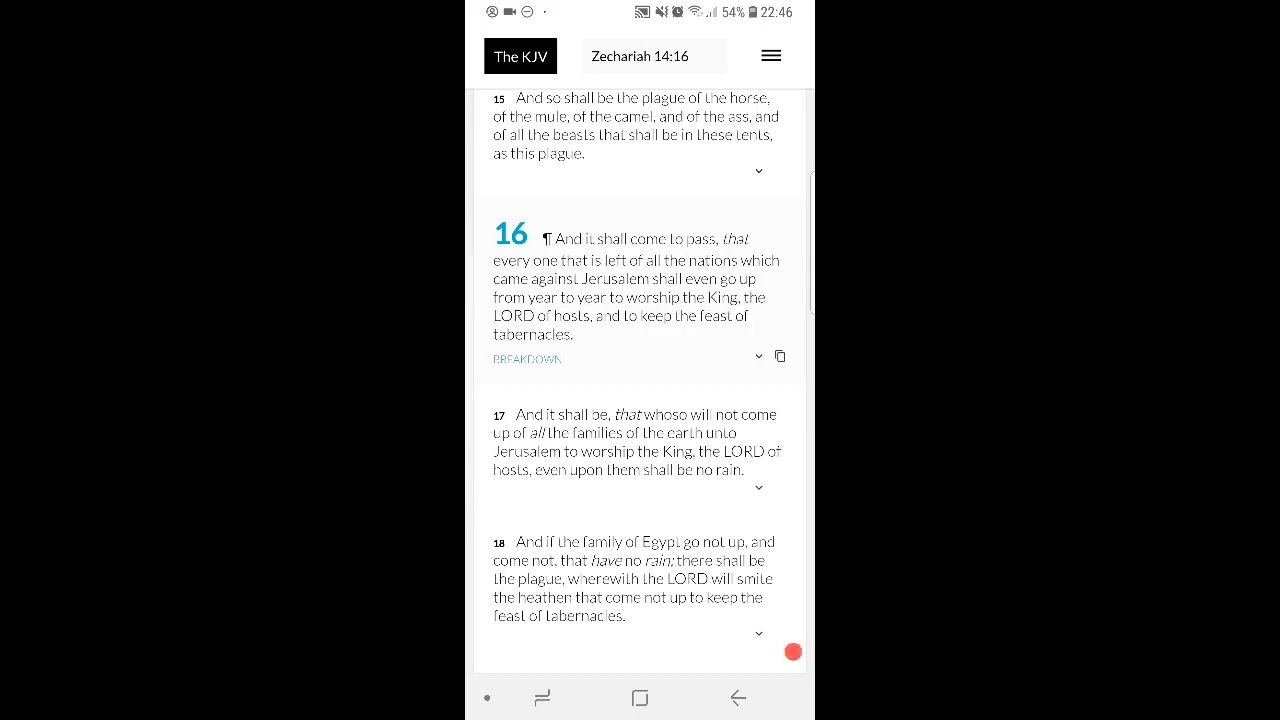 54% 22:46
The KJV
Zechariah 14:16
15 And so shall be the plague of the horse,
of the mule, of the camel, and of the ass, and
of all the beasts that shall be in these tents,
as this plague.
16 ¶ And it shall come to pass, that
every one that is left of all the nations which
came against Jerusalem shall even go up
from year to year to worship the King, the
LORD of hosts, and to keep the feast of
tabernacles.
BREAKDOWN
17 And it shall be, that whoso will not come
up of all the families of the earth unto
Jerusalem to worship the King, the LORD of
hosts, even upon them shall be no rain.
18 And if the family of Egypt go not up, and
come not, that have no rain; there shall be
the plague, wherewith the LORD will smite
the heathen that come not up to keep the
feast of tabernacles.